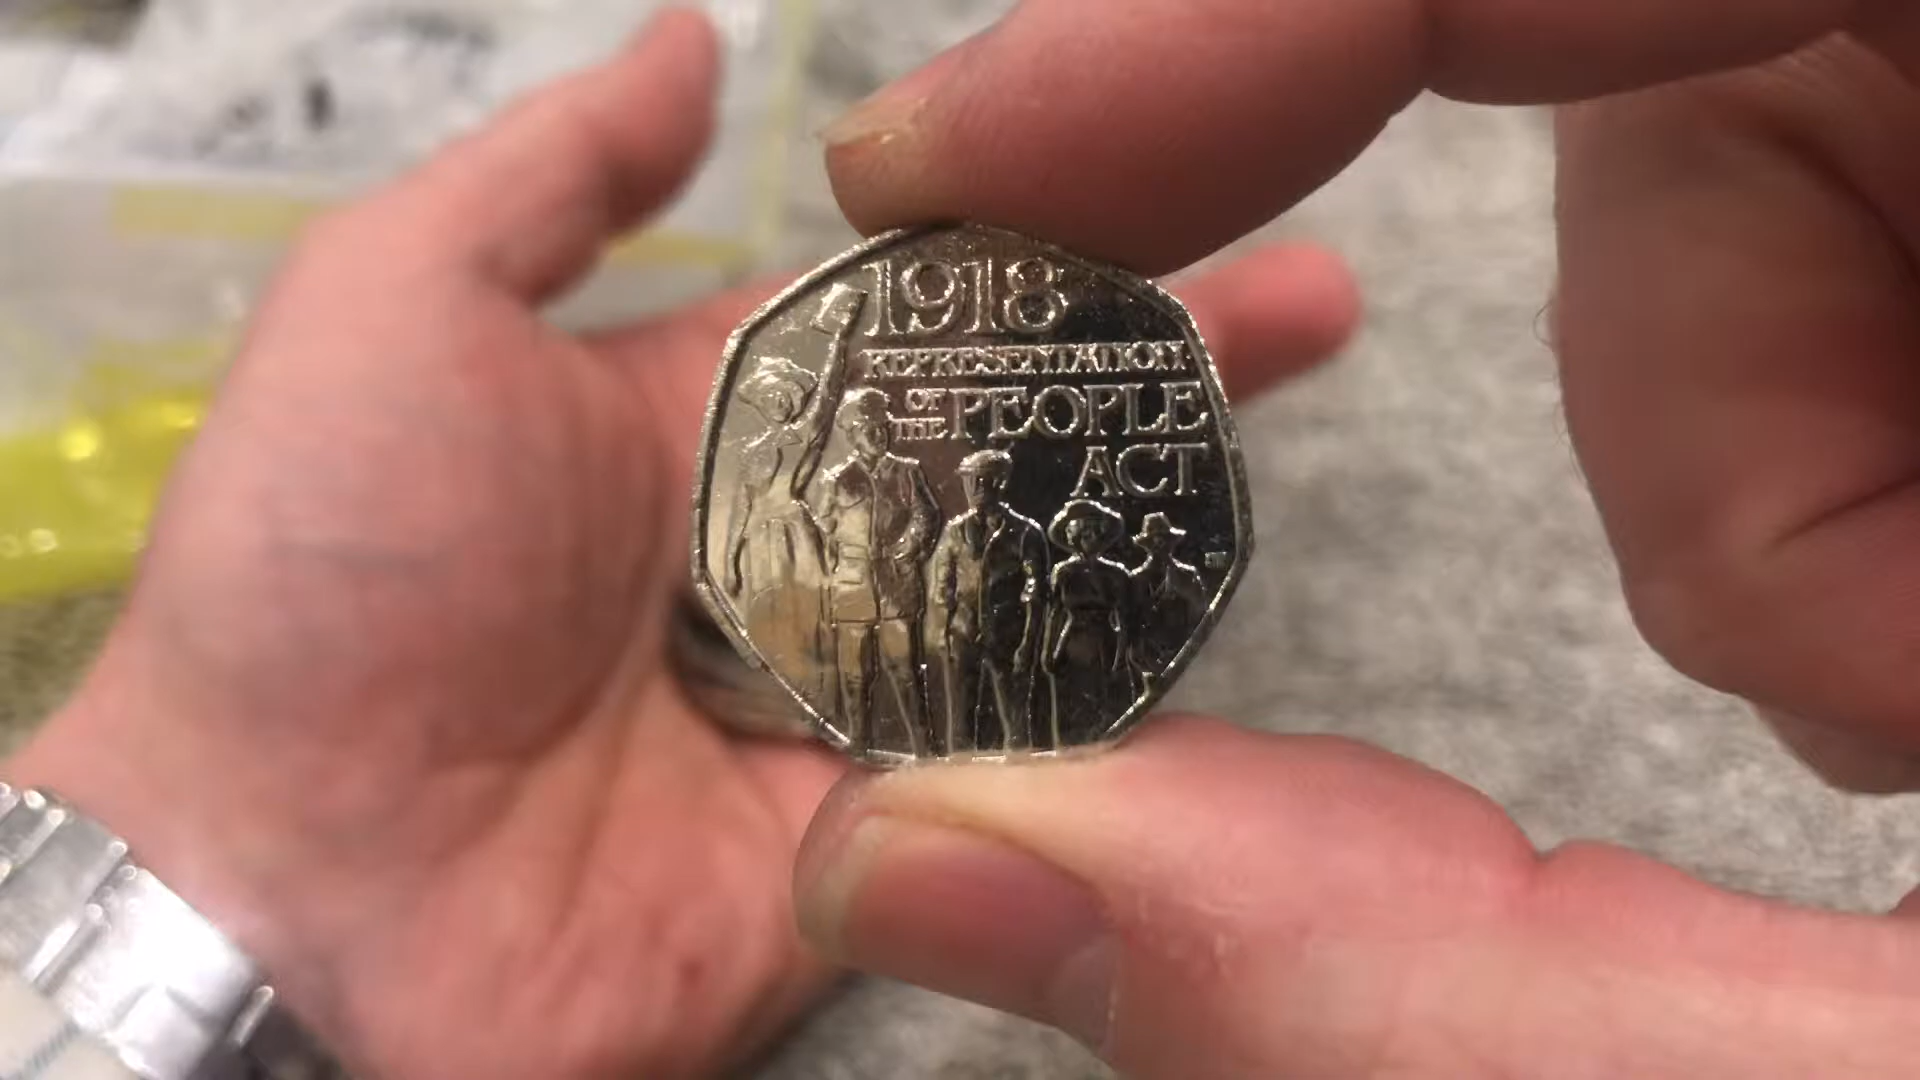 1918
REPRESENTATION
OF THE PEOPLE
ACT